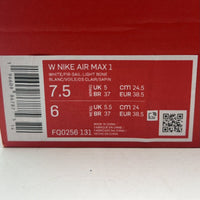 W NIKE AIR MAX 1
WHITE/FIR-SAIL-LIGHT BONE
BLANC/VOILE/OS CLAIR/SAPIN
7.5 UK 5 CM 24.5
BR 37 EUR 38.5
6 UK 5.5 CM 24
BR 37 EUR 38.5
FQ0256 131